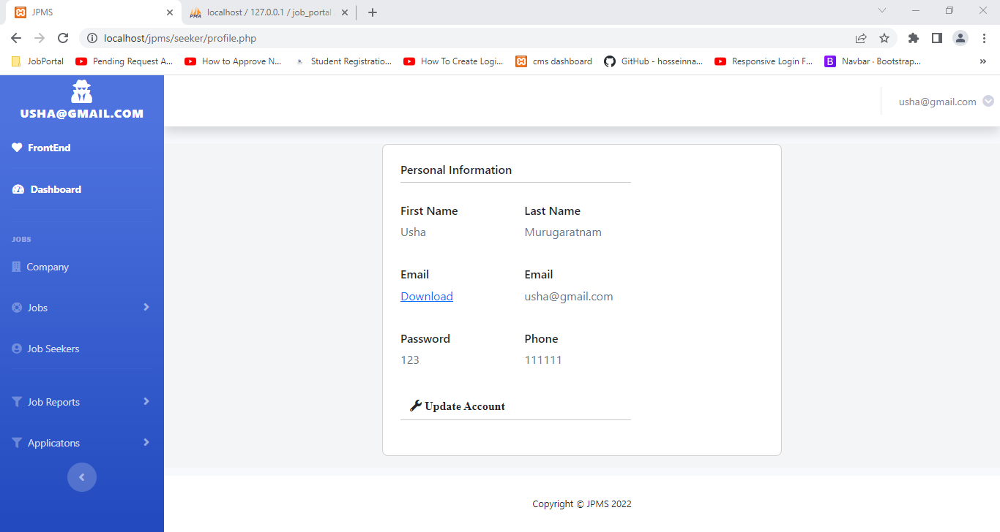 JPMS
PMA
localhost / 127.0.0.1 / job_portal
localhost/jpms/seeker/profile.php
JobPortal
Pending Request A...
How to Approve N...
Student Registratio...
How To Create Logi...
cms dashboard
GitHub - hosseinna...
Responsive Login F...
B
Navbar · Bootstrap...
»
USHA@GMAIL.COM
usha@gmail.com
FrontEnd
Dashboard
JOBS
Company
Jobs
Job Seekers
Job Reports
Applicatons
Personal Information
First Name
Last Name
Usha
Murugaratnam
Email
Email
Download
usha@gmail.com
Password
Phone
123
111111
Update Account
Copyright © JPMS 2022